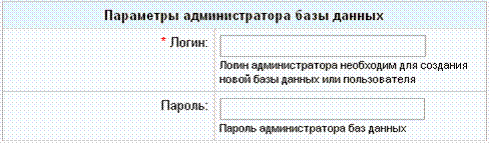 Параметры администратора базы данных
* Логин:
Логин администратора необходим для создания
новой базы данных или пользователя
Пароль:
Пароль администратора баз данных